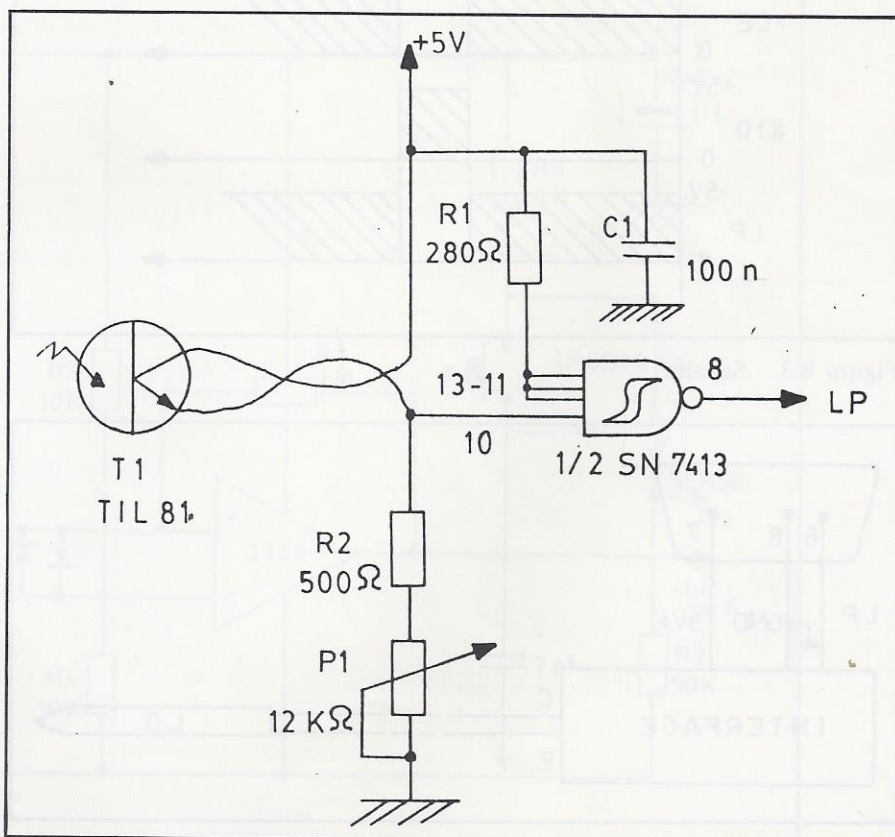 +5V
R1
280Ω
C1
100 n
13-11
8
LP
10
1/2 SN 7413
T1
TIL 81.
R2
500Ω
P1
12 KΩ